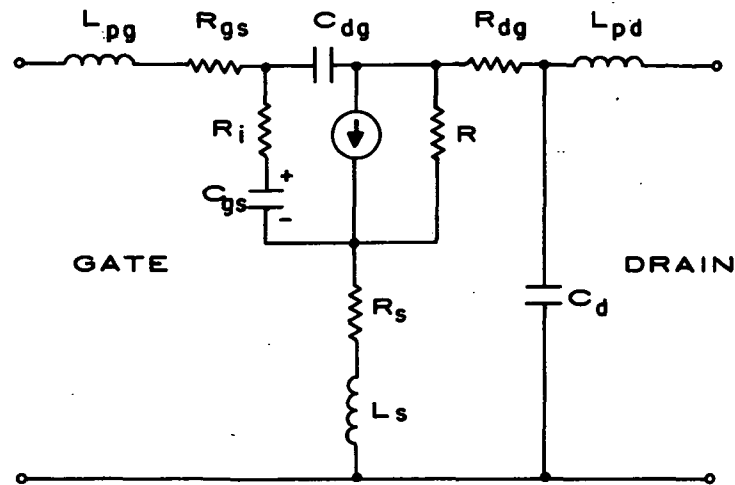 Lpg Rgs Cdg Rdg Lpd
Ri
R
+
Cgs
-
GATE
DRAIN
Rs
Cd
Ls